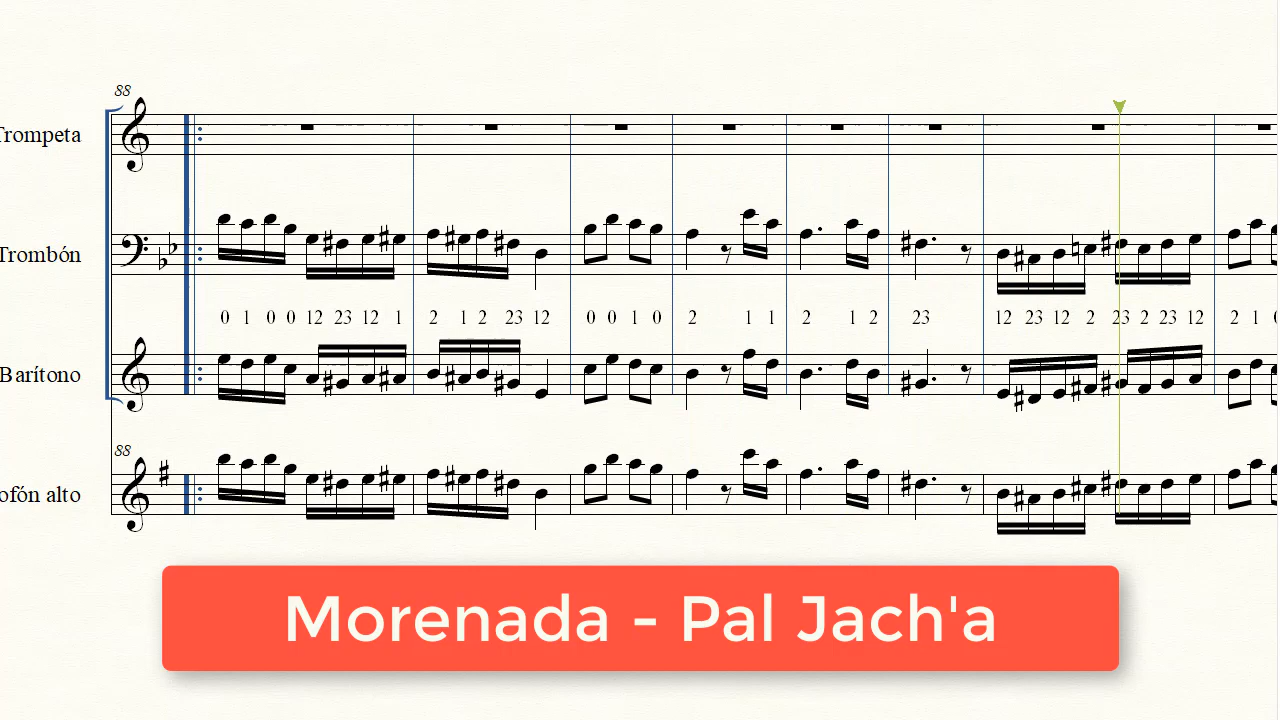 88
Trompeta
Trombón
0 1 0 0 12 23 12 1 2 1 2 23 12 0 0 1 0 2 1 1 2 1 2 23 12 23 12 2 23 2 23 12 2 1
Barítono
88
ofón alto
Morenada - Pal Jach'a